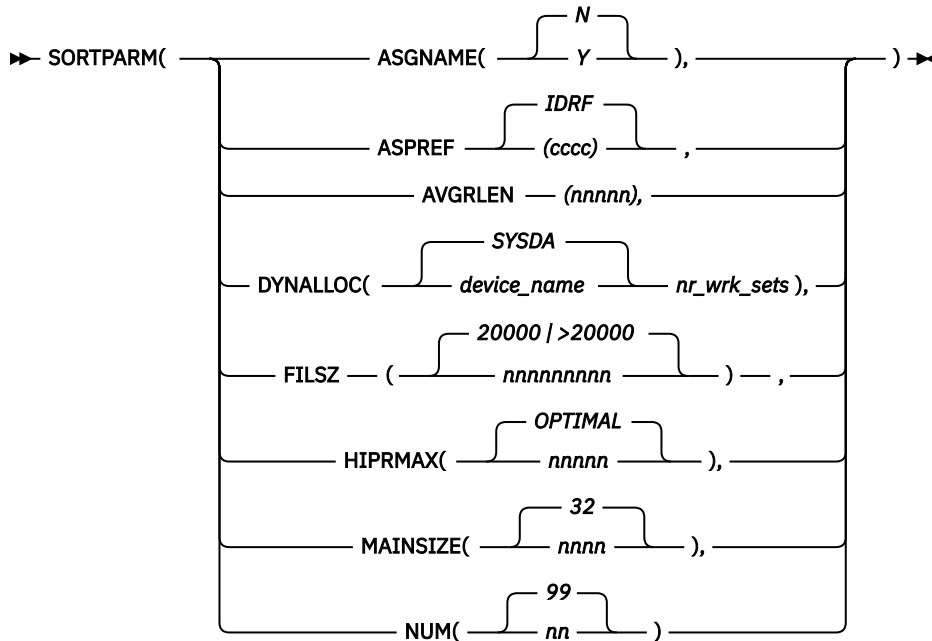 N
SORTPARM( ASGNAME( Y ), )
IDRF
ASPREF (cccc) ,
AVGRLEN (nnnnn),
SYSDA
DYNALLOC( device_name nr_wrk_sets ),
20000 | >20000
FILSZ ( nnnnnnnnn ) ,
OPTIMAL
HIPRMAX( nnnnn ),
32
MAINSIZE( nnnn ),
99
NUM( nn )